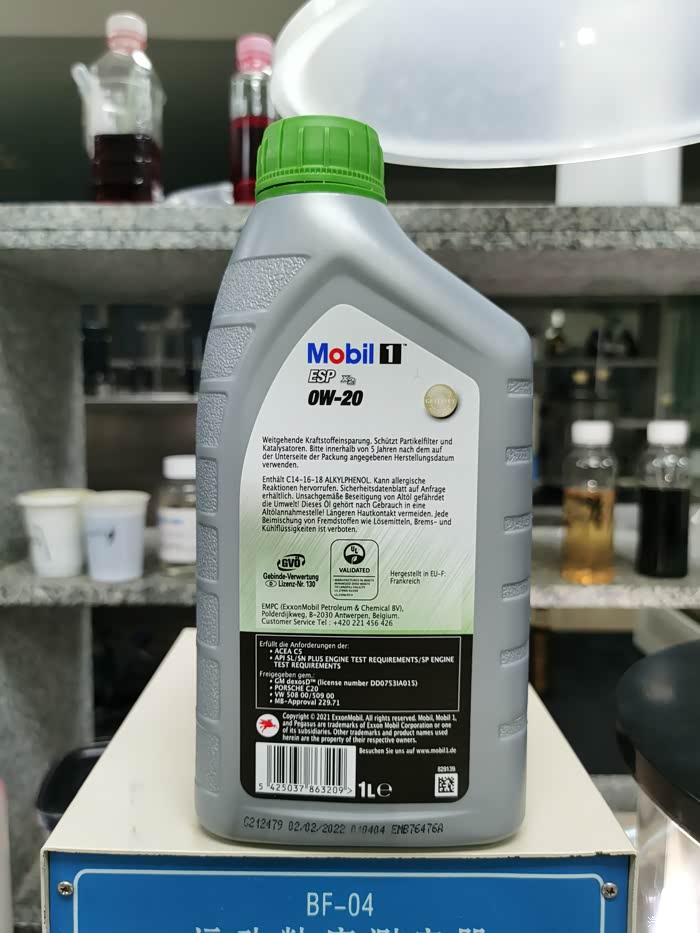 Mobil 1™
ESP x2
0W-20
Weitgehende Kraftstoffeinsparung. Schützt Partikelfilter und
Katalysatoren. Bitte innerhalb von 5 Jahren nach dem auf
der Unterseite der Packung angegebenen Herstellungsdatum
verwenden.
Enthält C14-16-18 ALKYLPHENOL. Kann allergische
Reaktionen hervorrufen. Sicherheitsdatenblatt auf Anfrage
erhältlich. Unsachgemäße Beseitigung von Altöl gefährdet
die Umwelt! Dieses Öl gehört nach Gebrauch in eine
Altölannahmestelle! Längeren Hautkontakt vermeiden. Jede
Beimischung von Fremdstoffen wie Lösemitteln, Brems- und
Kühlflüssigkeiten ist verboten.
GVÖ
Gebinde-Verwertung
Lizenz-Nr. 130
UL
VALIDATED
Hergestellt in EU-F:
Frankreich
EMPC (ExxonMobil Petroleum & Chemical BV),
Polderdijkweg, B-2030 Antwerpen, Belgium.
Customer Service Tel : +420 221 456 426
Erfüllt die Anforderungen der:
• ACEA C5
• API SL/SN PLUS ENGINE TEST REQUIREMENTS/SP ENGINE
TEST REQUIREMENTS
Freigegeben gem.:
• GM dexosD™ (license number DD0753IA015)
• PORSCHE C20
• VW 508 00/509 00
• MB-Approval 229.71
Copyright © 2021 ExxonMobil. All rights reserved. Mobil, Mobil 1,
and Pegasus are trademarks of Exxon Mobil Corporation or one
of its subsidiaries. Other trademarks and product names used
herein are the property of their respective owners.
Besuchen Sie uns auf www.mobil1.de
829139
5 425037 863209 >
1L℮
C212479 02/02/2022 EMB76476A
BF-04